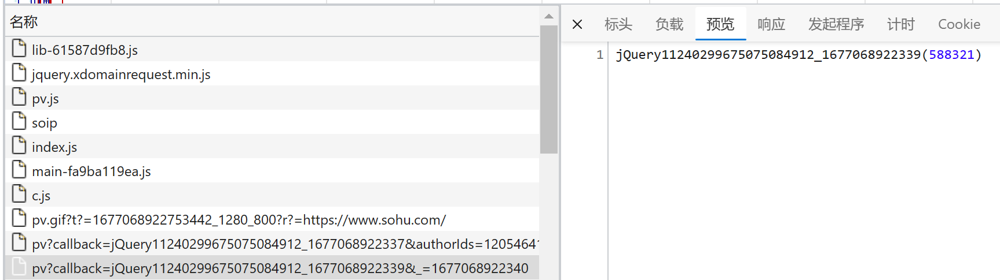 名称
lib-61587d9fb8.js
jquery.xdomainrequest.min.js
pv.js
soip
index.js
main-fa9ba119ea.js
c.js
pv.gif?t?=1677068922753442_1280_800?r?=https://www.sohu.com/
pv?callback=jQuery11240299675075084912_1677068922337&authorIds=12054641
pv?callback=jQuery11240299675075084912_1677068922339&_=1677068922340
标头 负载 预览 响应 发起程序 计时 Cookie
1 jQuery11240299675075084912_1677068922339(588321)